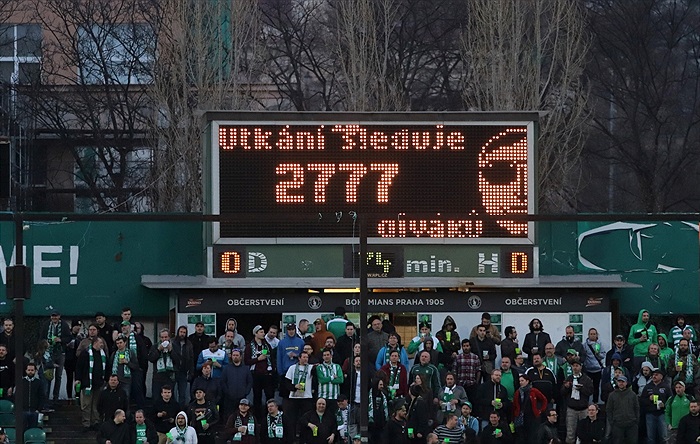 Utkání sleduje
2777
diváků
0 D 74 min. H 0
ME!
OBČERSTVENÍ BOHEMIANS PRAHA 1905 OBČERSTVENÍ